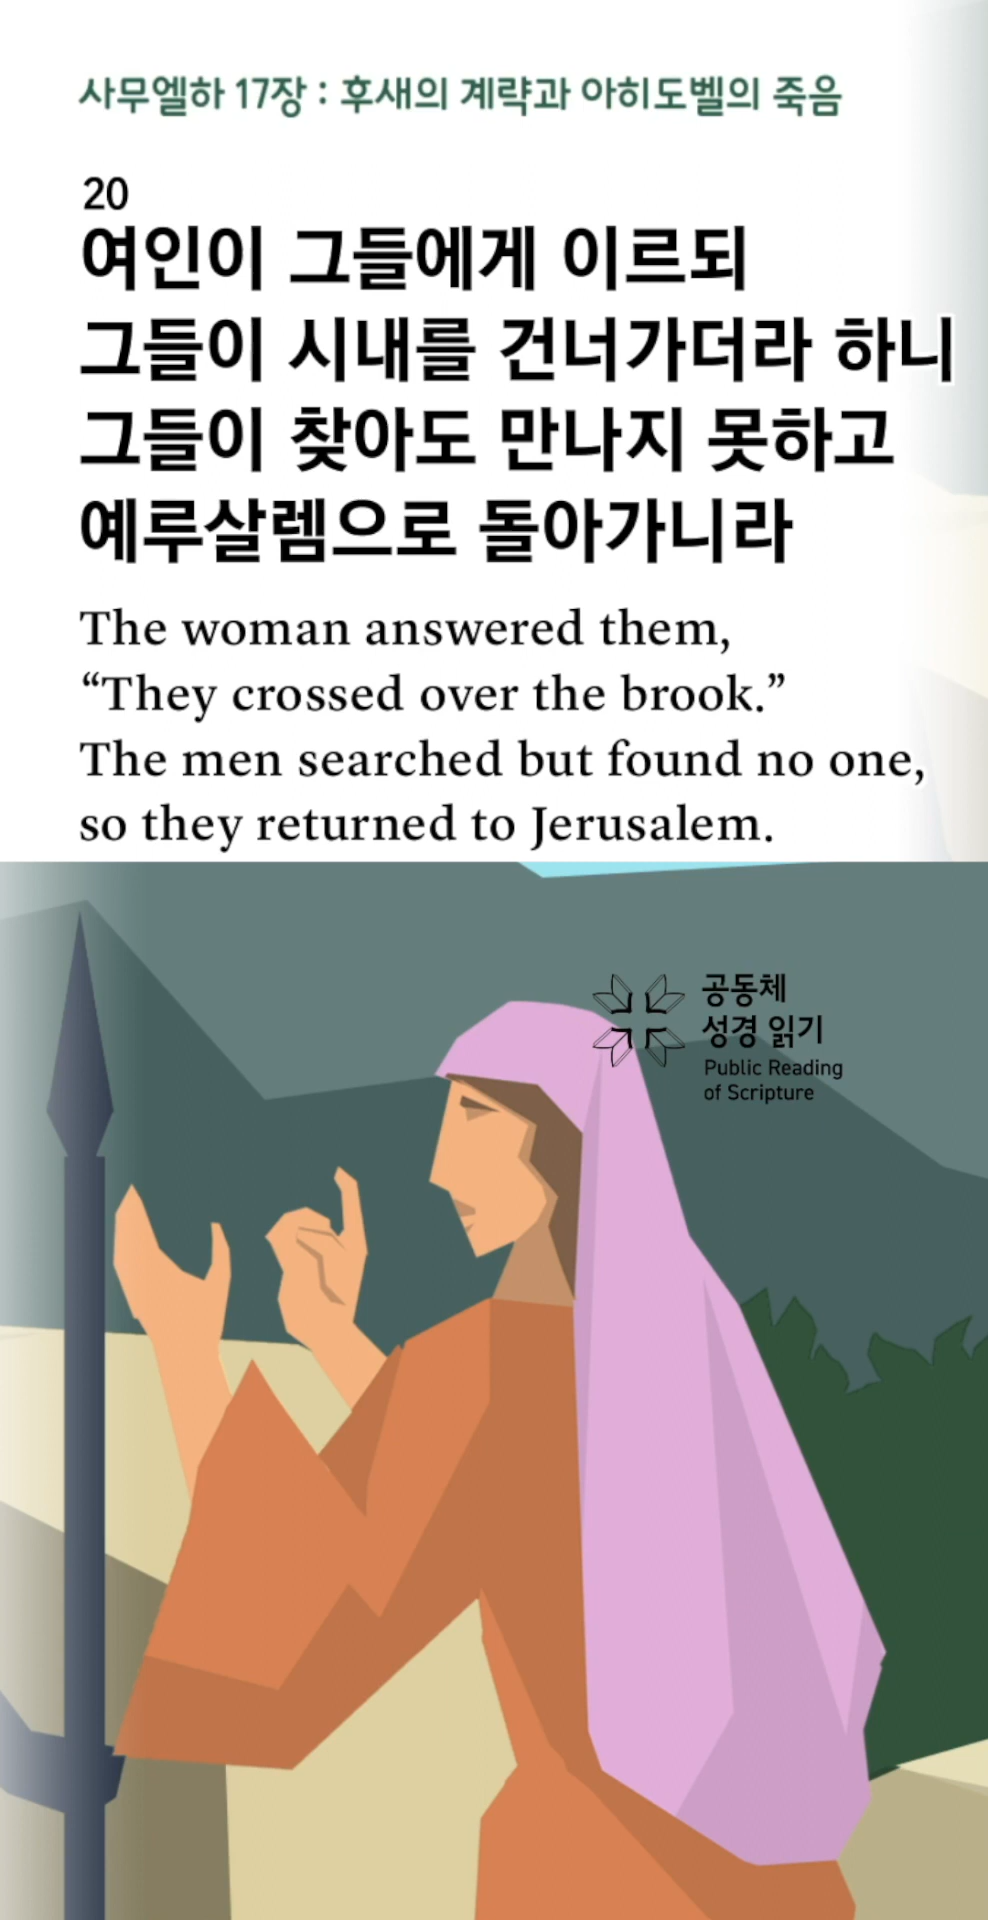 사무엘하 17장 : 후새의 계략과 아히도벨의 죽음
20
여인이 그들에게 이르되
그들이 시내를 건너가더라 하니
그들이 찾아도 만나지 못하고
예루살렘으로 돌아가니라
The woman answered them,
“They crossed over the brook.”
The men searched but found no one,
so they returned to Jerusalem.
공동체
성경 읽기
Public Reading
of Scripture